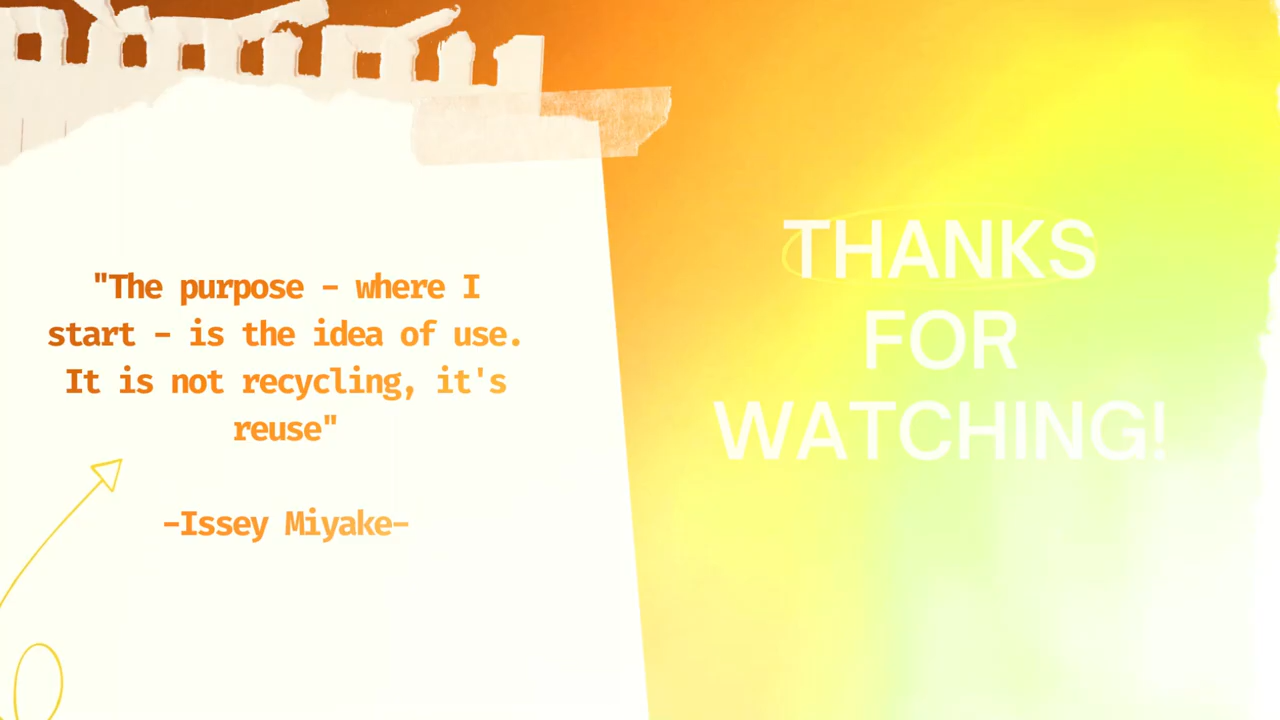 "The purpose – where I
start – is the idea of use.
It is not recycling, it's
reuse"
–Issey Miyake–
THANKS
FOR
WATCHING!